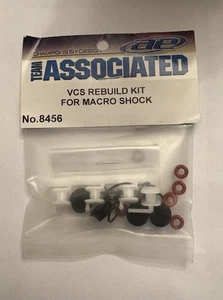 CHAMPIONS BY DESIGN
ae
TEAM
ASSOCIATED
VCS REBUILD KIT
FOR MACRO SHOCK
No.8456